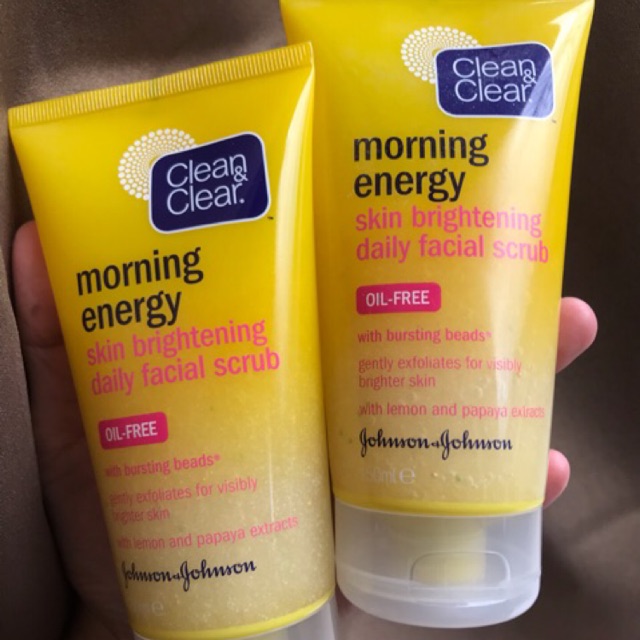 Clean
&
Clear.
morning
energy
skin brightening
daily facial scrub
OIL-FREE
with bursting beads*
gently exfoliates for visibly
brighter skin
with lemon and papaya extracts
Johnson & Johnson
Clean
&
Clear.
morning
energy
skin brightening
daily facial scrub
OIL-FREE
with bursting beads*
gently exfoliates for visibly
brighter skin
with lemon and papaya extracts
Johnson & Johnson
150ml e